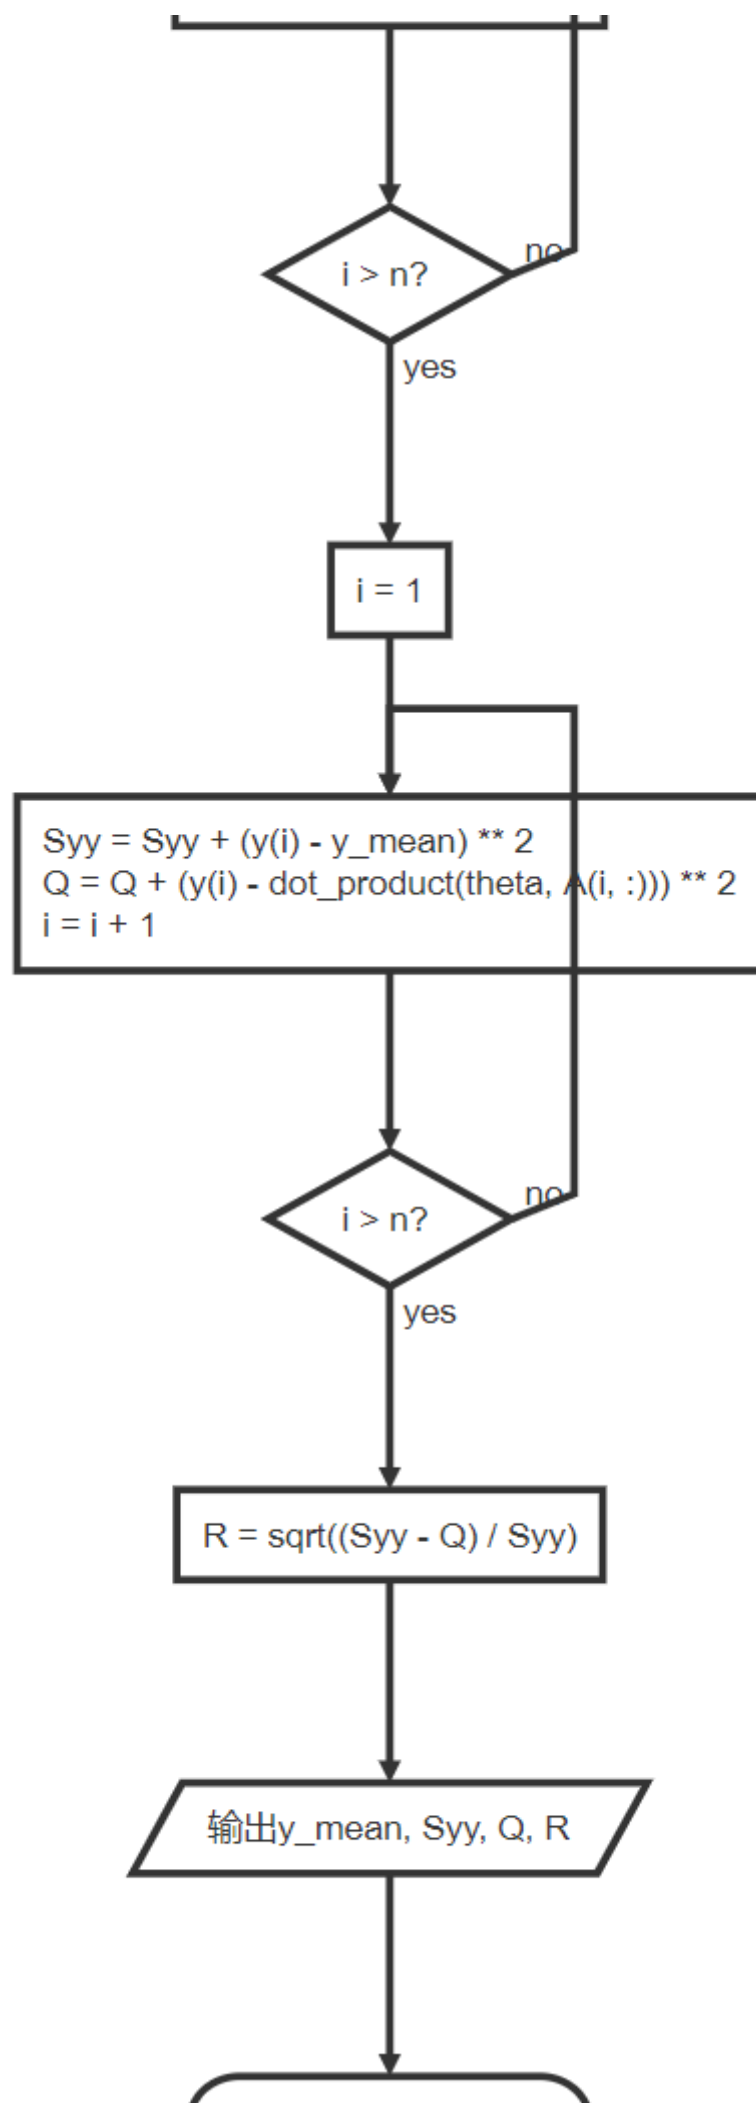 i > n?
no
yes
i = 1
Syy = Syy + (y(i) - y_mean) ** 2
Q = Q + (y(i) - dot_product(theta, A(i, :))) ** 2
i = i + 1
i > n?
no
yes
R = sqrt((Syy - Q) / Syy)
输出y_mean, Syy, Q, R